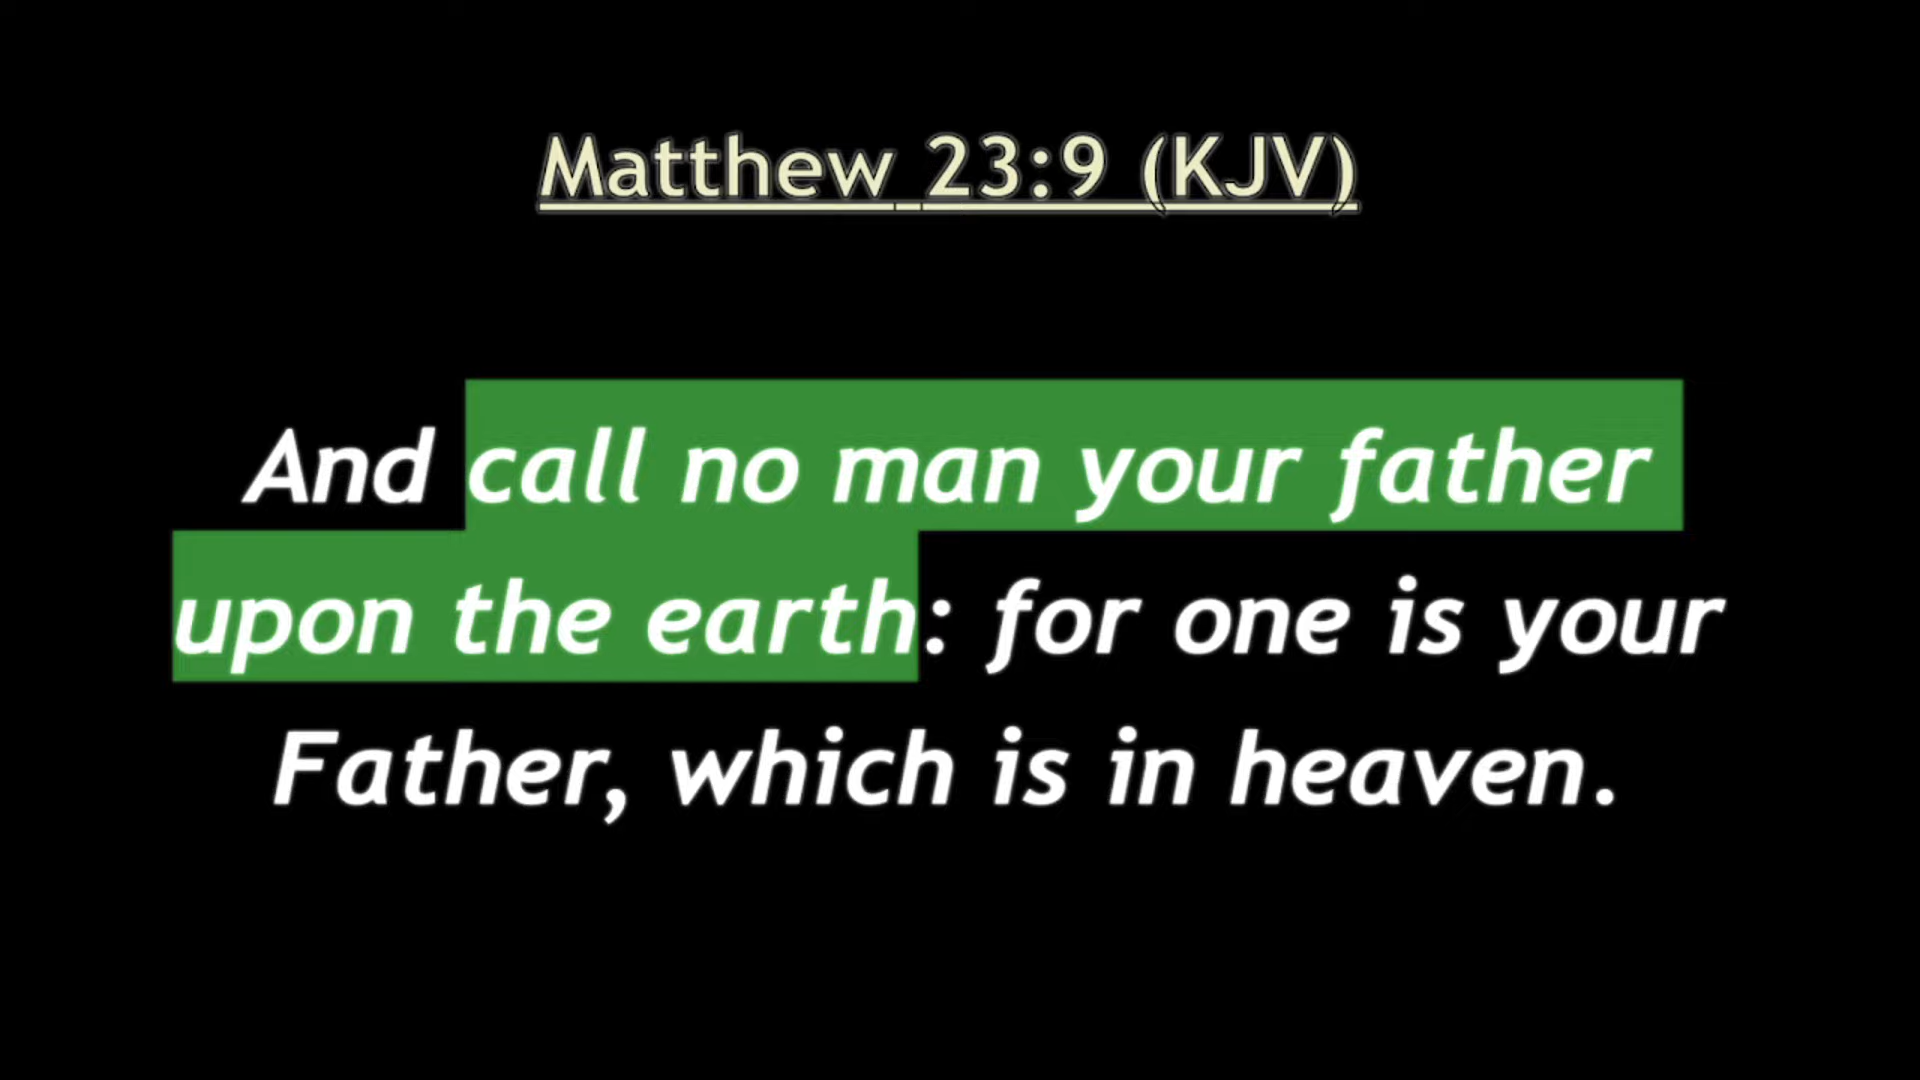 Matthew 23:9 (KJV)
And call no man your father
upon the earth: for one is your
Father, which is in heaven.